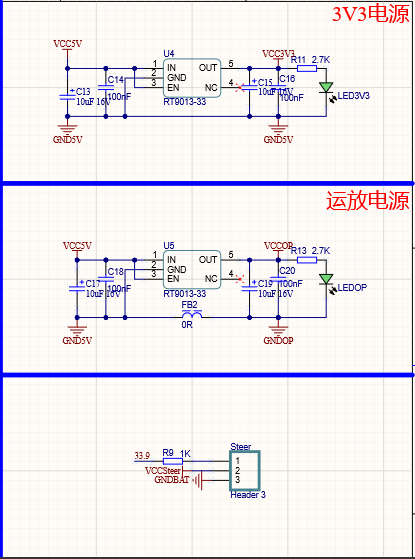 3V3电源
VCC5V
U4
VCC3V3
R11 2.7K
1 IN OUT 5
2 GND
3 EN NC 4
C13
10uF 16V
C14
100nF
C15
10uF 16V
C16
100nF
LED3V3
RT9013-33
GND5V
GND5V
运放电源
VCC5V
U5
VCCOP
R13 2.7K
1 IN OUT 5
2 GND
3 EN NC 4
C17
10uF 16V
C18
100nF
C19
10uF 16V
C20
100nF
LEDOP
RT9013-33
FB2
0R
GND5V
GNDOP
Steer
33.9 R9 1K 1
VCCSteer 2
GNDBAT 3
Header 3